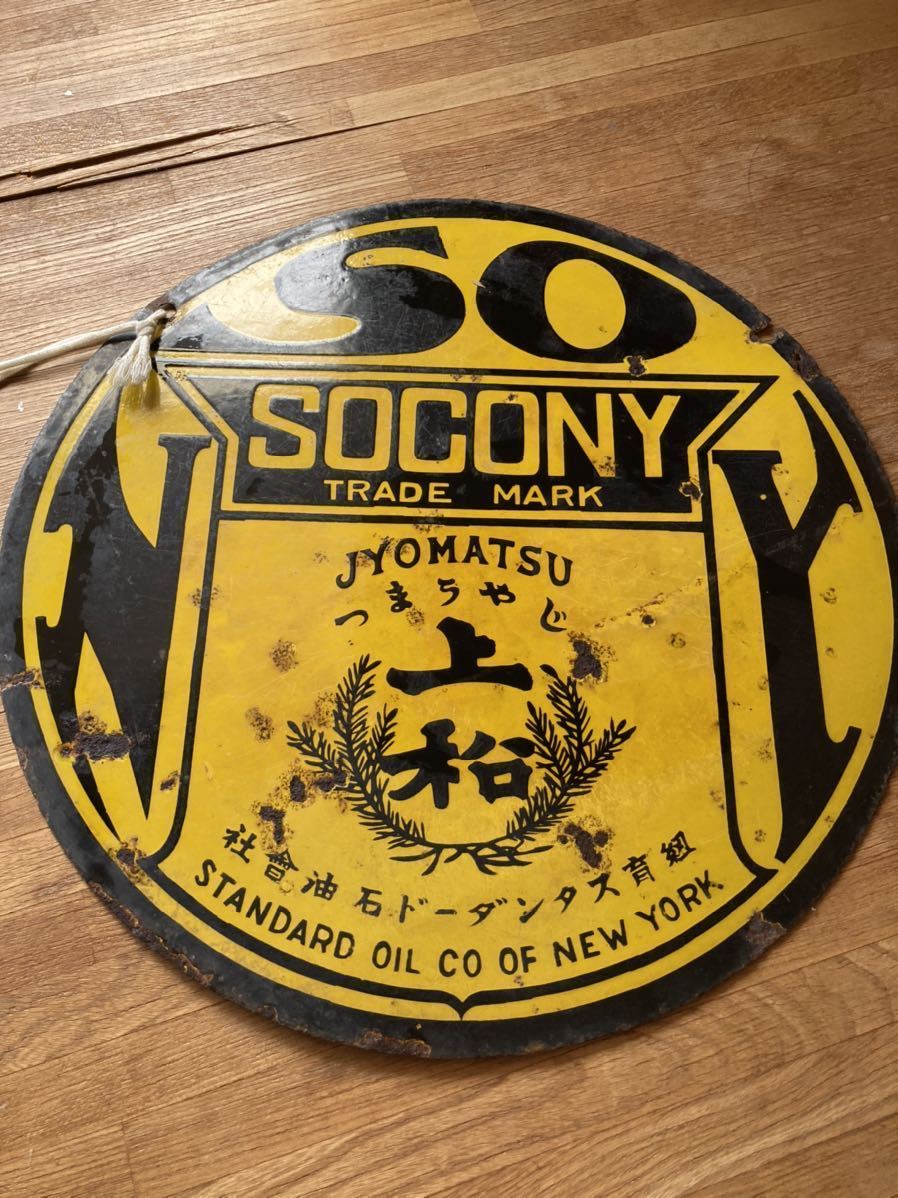 SO
N
Y
SOCONY
TRADE MARK
JYOMATSU
じやうまつ
上柗
紐育スタンダード石油會社
STANDARD OIL CO OF NEW YORK